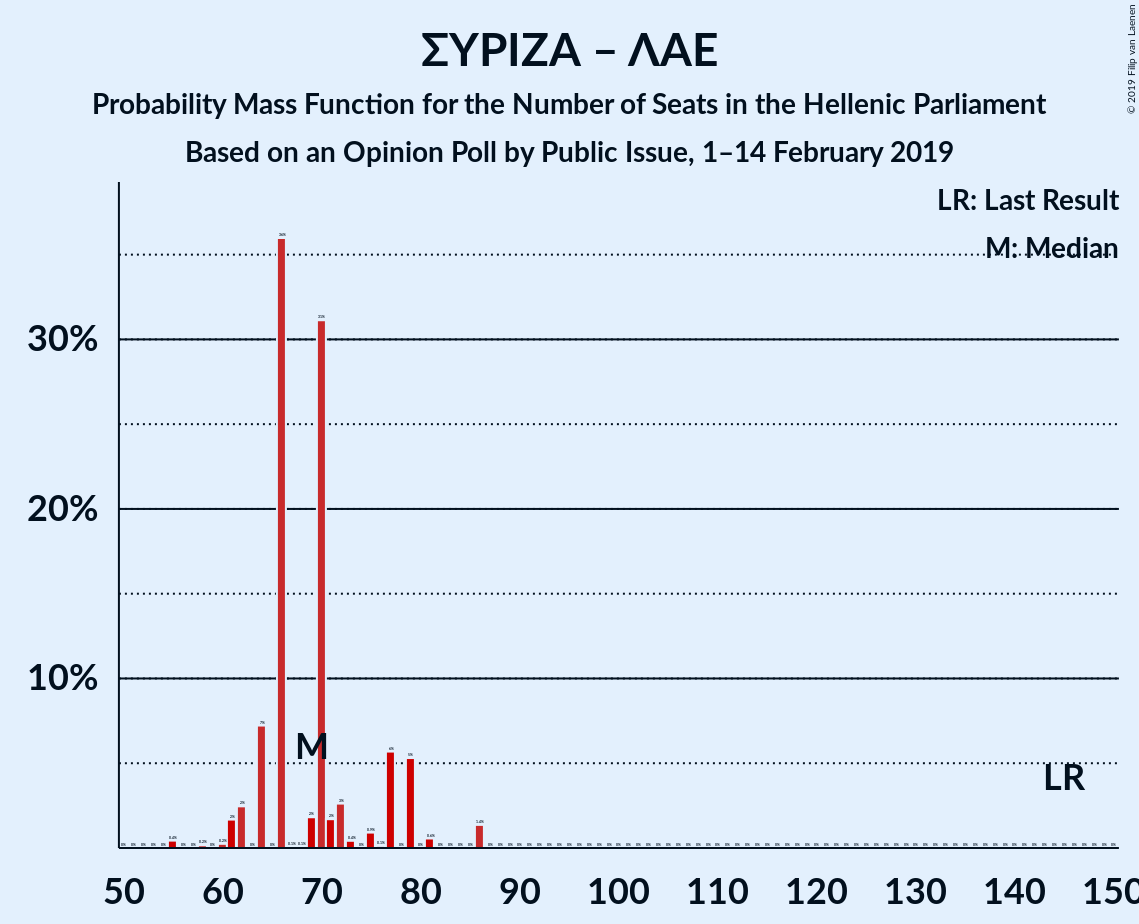 ΣΥΡΙΖΑ – ΛΑΕ
Probability Mass Function for the Number of Seats in the Hellenic Parliament
Based on an Opinion Poll by Public Issue, 1–14 February 2019
© 2019 Filip van Laenen
LR: Last Result
M: Median
30%
20%
10%
M
LR
50 60 70 80 90 100 110 120 130 140 150